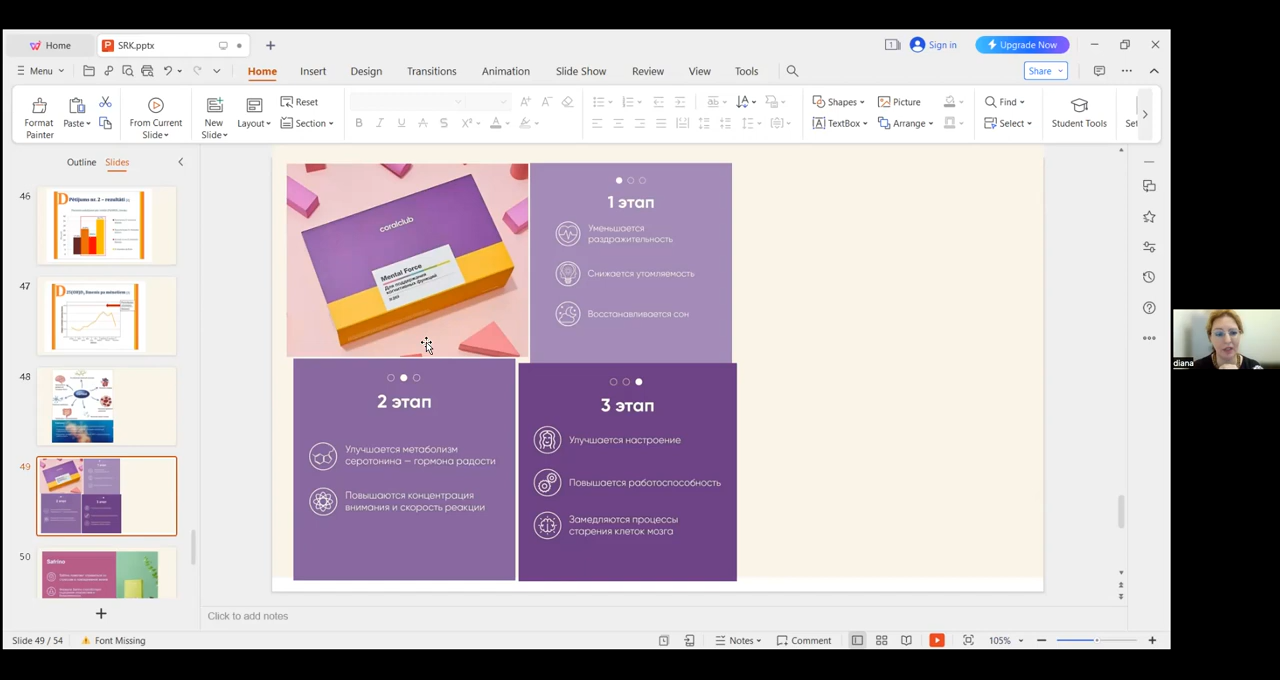 Home
SRK.pptx
Sign in
Upgrade Now
Menu
Home
Insert
Design
Transitions
Animation
Slide Show
Review
View
Tools
Share
Format
Painter
Paste
From Current
Slide
New
Slide
Layout
Reset
Section
Shapes
TextBox
Picture
Arrange
Find
Select
Student Tools
Outline
Slides
46
47
48
49
50
coralclub
Mental Force
Для поддержания
когнитивных функций
1 этап
Уменьшается
раздражительность
Снижается утомляемость
Восстанавливается сон
2 этап
Улучшается метаболизм
серотонина — гормона радости
Повышаются концентрация
внимания и скорость реакции
3 этап
Улучшается настроение
Повышается работоспособность
Замедляются процессы
старения клеток мозга
diana
Click to add notes
Slide 49 / 54
Font Missing
Notes
Comment
105%